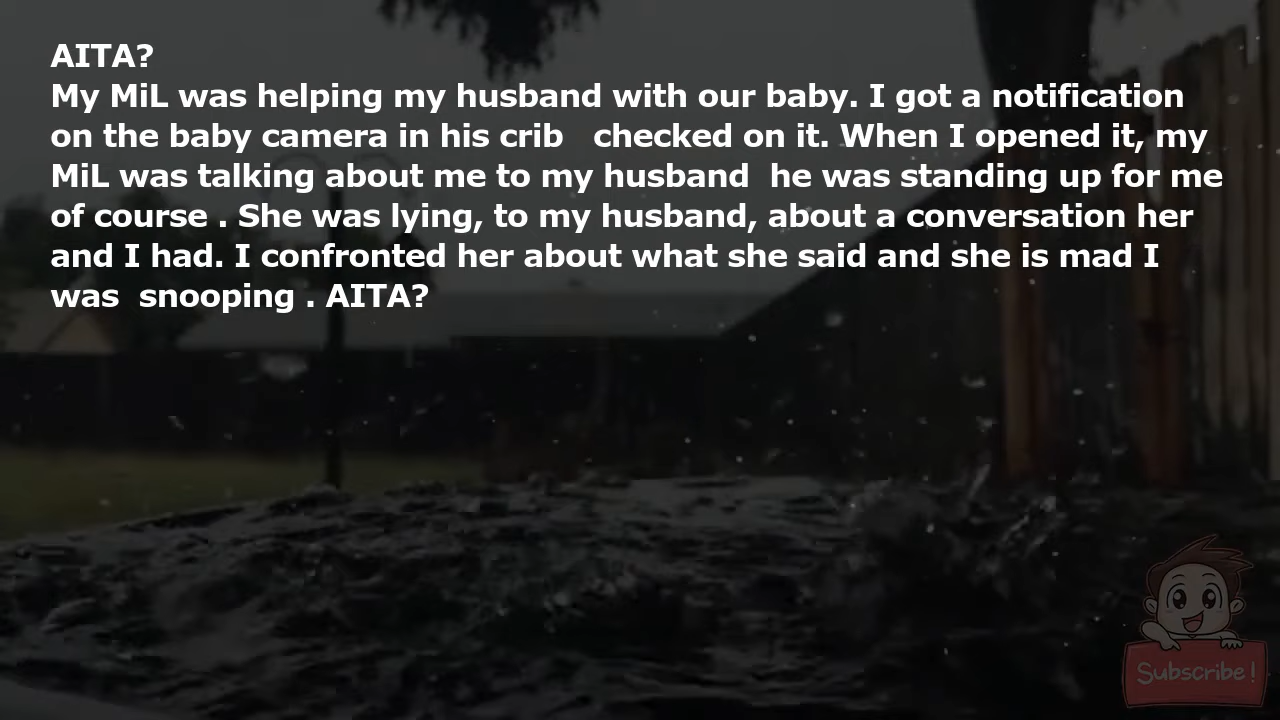 AITA?
My MiL was helping my husband with our baby. I got a notification
on the baby camera in his crib   checked on it. When I opened it, my
MiL was talking about me to my husband  he was standing up for me
of course . She was lying, to my husband, about a conversation her
and I had. I confronted her about what she said and she is mad I
was  snooping . AITA?
Subscribe!